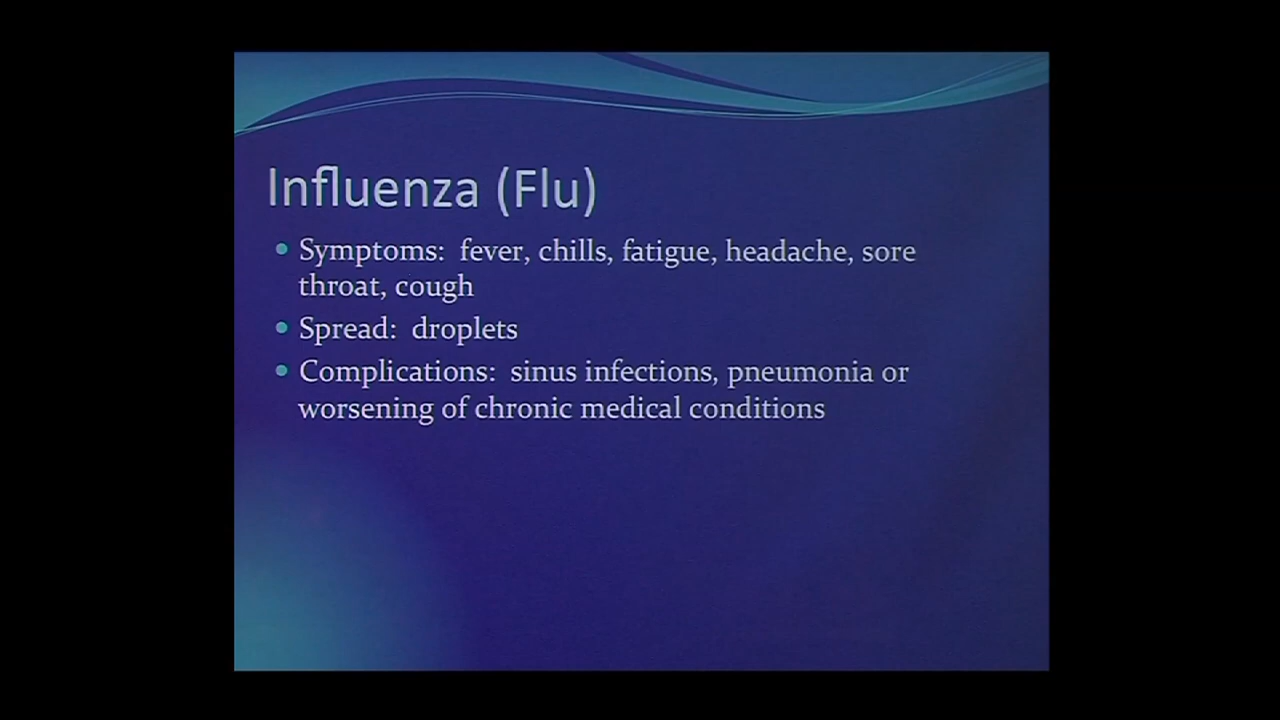 Influenza (Flu)
Symptoms: fever, chills, fatigue, headache, sore
throat, cough
Spread: droplets
Complications: sinus infections, pneumonia or
worsening of chronic medical conditions